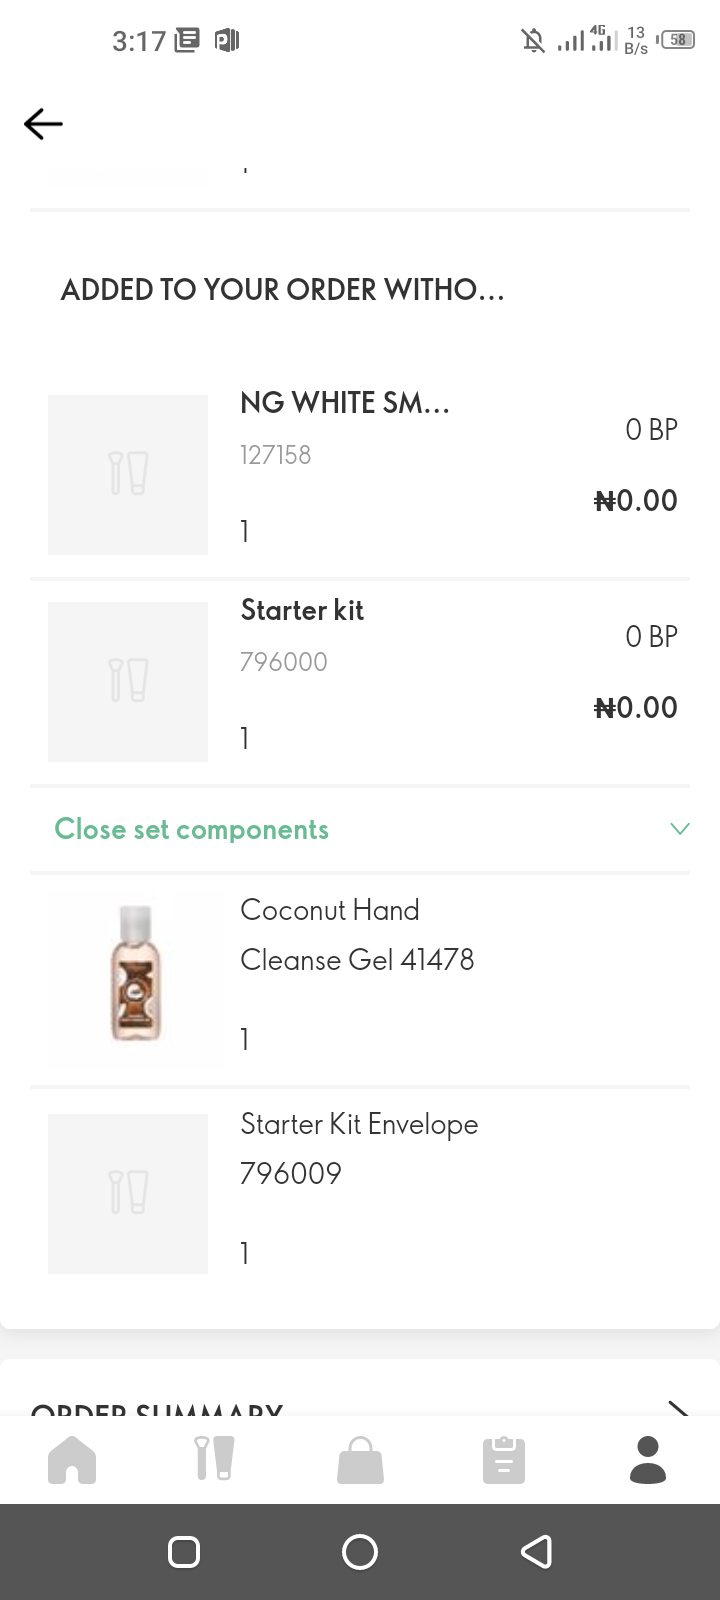 3:17
4G
13
B/s
58
ADDED TO YOUR ORDER WITHO...
NG WHITE SM...
127158
0 BP
₦0.00
1
Starter kit
796000
0 BP
₦0.00
1
Close set components
Coconut Hand
Cleanse Gel 41478
1
Starter Kit Envelope
796009
1
ORDER SUMMARY